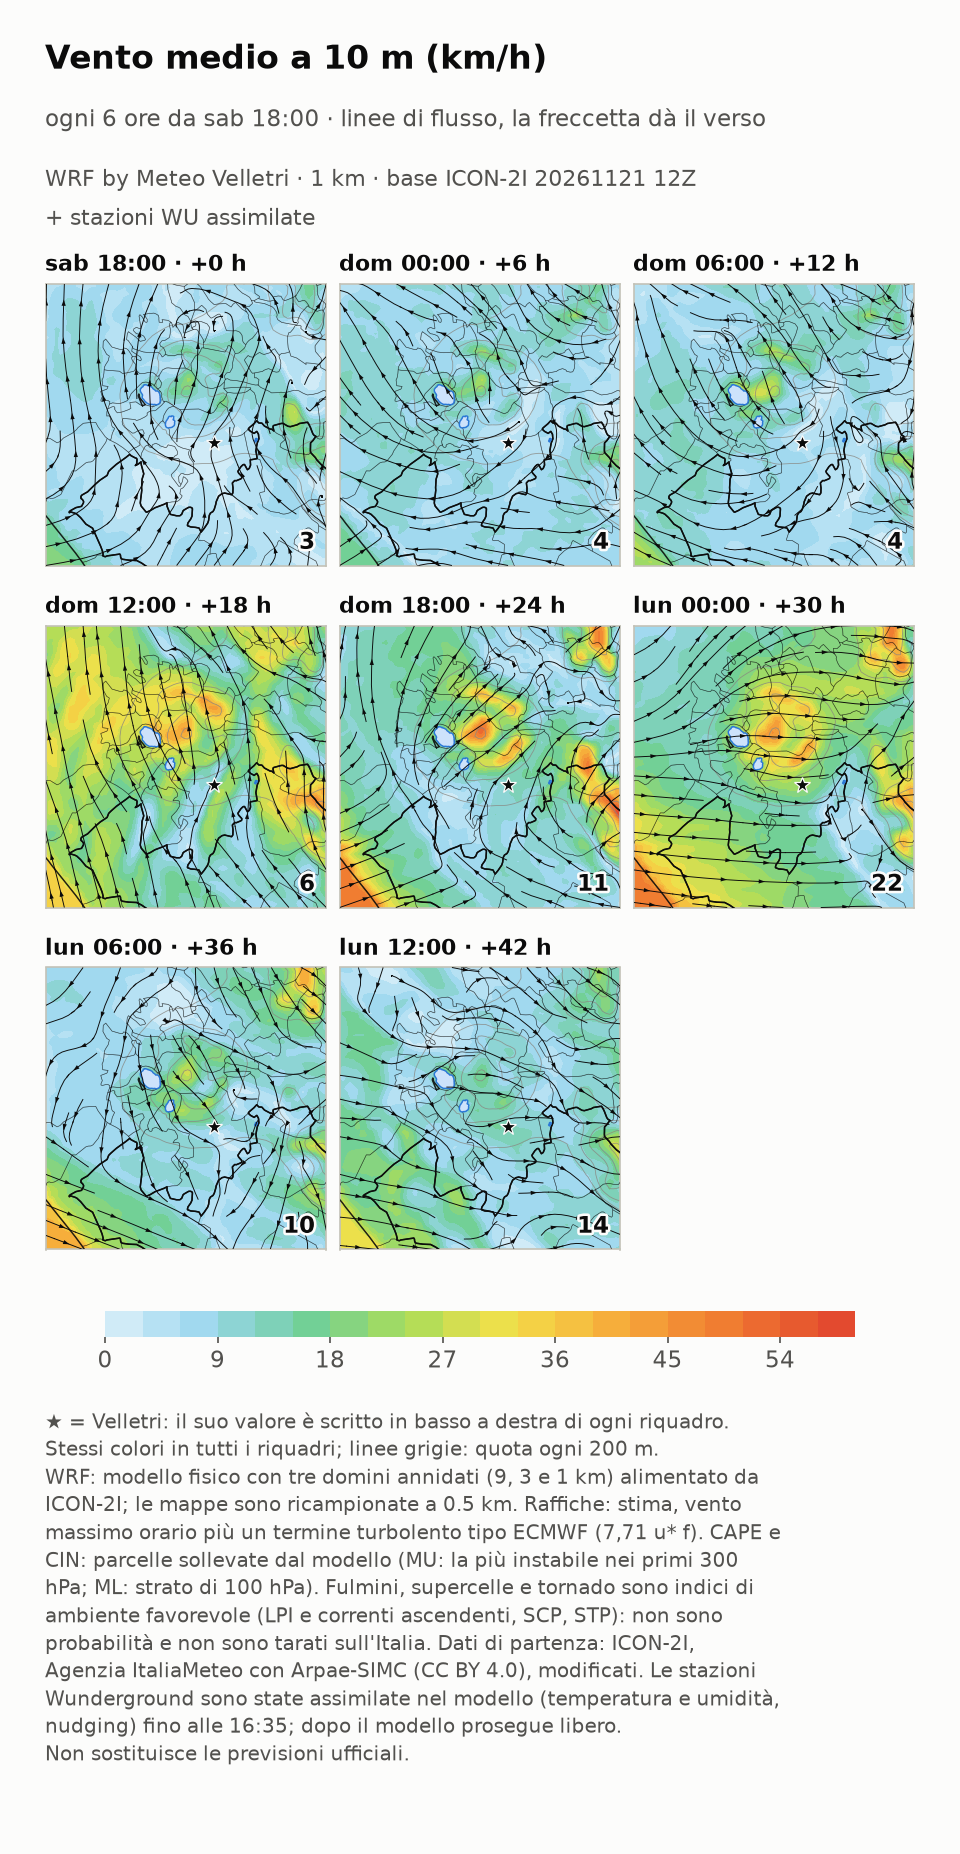 Vento medio a 10 m (km/h)
ogni 6 ore da sab 18:00 · linee di flusso, la freccetta dà il verso
WRF by Meteo Velletri · 1 km · base ICON-2I 20261121 12Z
+ stazioni WU assimilate
sab 18:00 · +0 h
dom 00:00 · +6 h
dom 06:00 · +12 h
3
4
4
dom 12:00 · +18 h
dom 18:00 · +24 h
lun 00:00 · +30 h
6
11
22
lun 06:00 · +36 h
lun 12:00 · +42 h
10
14
0 9 18 27 36 45 54
★ = Velletri: il suo valore è scritto in basso a destra di ogni riquadro.
Stessi colori in tutti i riquadri; linee grigie: quota ogni 200 m.
WRF: modello fisico con tre domini annidati (9, 3 e 1 km) alimentato da
ICON-2I; le mappe sono ricampionate a 0.5 km. Raffiche: stima, vento
massimo orario più un termine turbolento tipo ECMWF (7,71 u* f). CAPE e
CIN: parcelle sollevate dal modello (MU: la più instabile nei primi 300
hPa; ML: strato di 100 hPa). Fulmini, supercelle e tornado sono indici di
ambiente favorevole (LPI e correnti ascendenti, SCP, STP): non sono
probabilità e non sono tarati sull'Italia. Dati di partenza: ICON-2I,
Agenzia ItaliaMeteo con Arpae-SIMC (CC BY 4.0), modificati. Le stazioni
Wunderground sono state assimilate nel modello (temperatura e umidità,
nudging) fino alle 16:35; dopo il modello prosegue libero.
Non sostituisce le previsioni ufficiali.